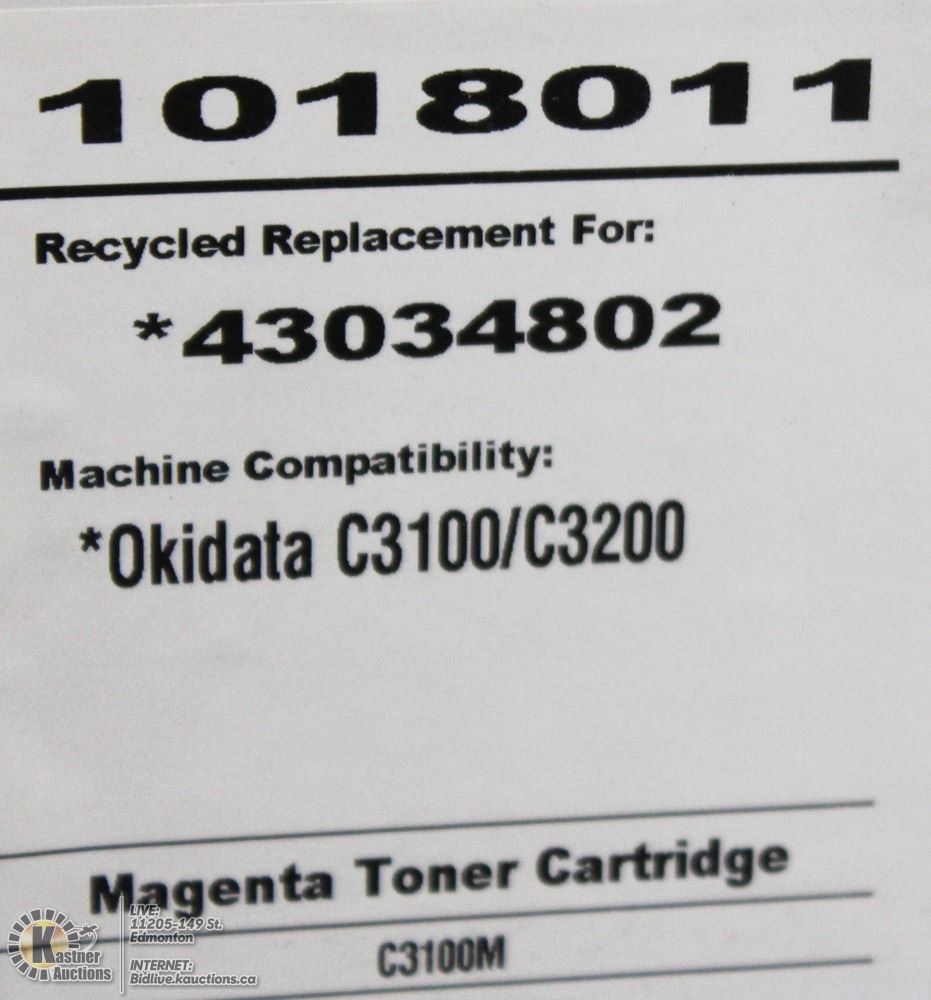 1018011
Recycled Replacement For:
*43034802
Machine Compatibility:
*Okidata C3100/C3200
Magenta Toner Cartridge
C3100M
Kastner
Auctions
LIVE:
11205-149 St.
Edmonton
INTERNET:
Bidlive.kauctions.ca